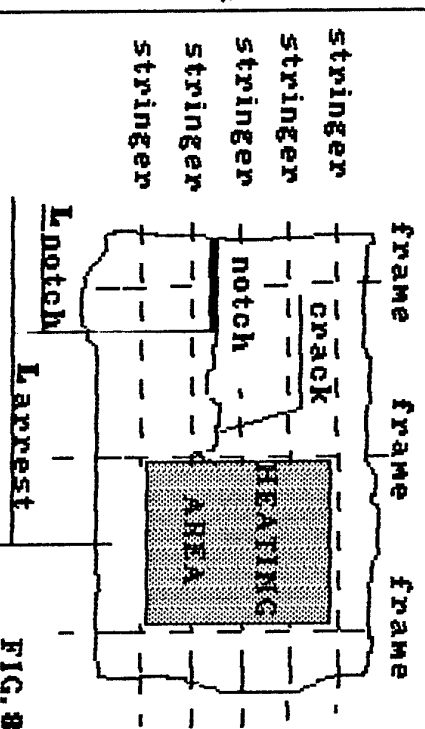 stringer
stringer
stringer
stringer
stringer
frame
frame
frame
crack
notch
HEATING
AREA
Lnotch
Larrest
FIG.8